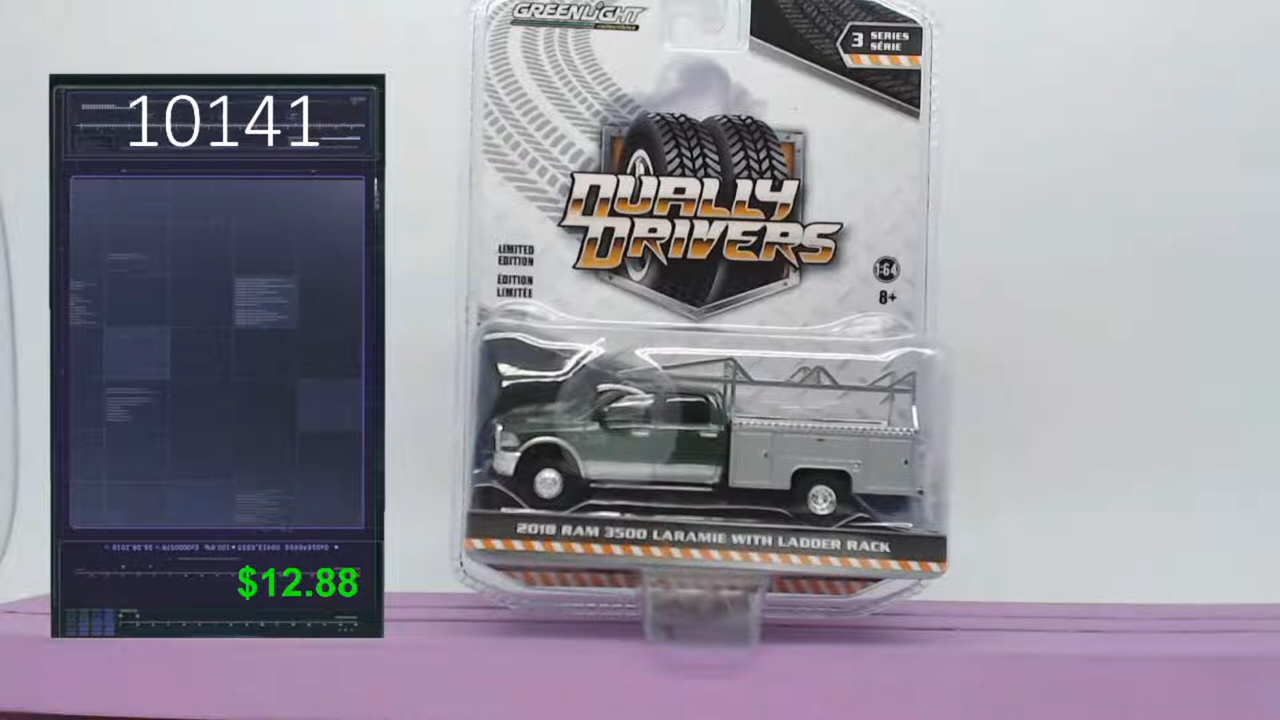 10141
$12.88
GREENLIGHT
collectibles
3 SERIES
SÉRIE
DUALLY
DRIVERS
LIMITED
EDITION
ÉDITION
LIMITÉE
1:64
8+
2018 RAM 3500 LARAMIE WITH LADDER RACK